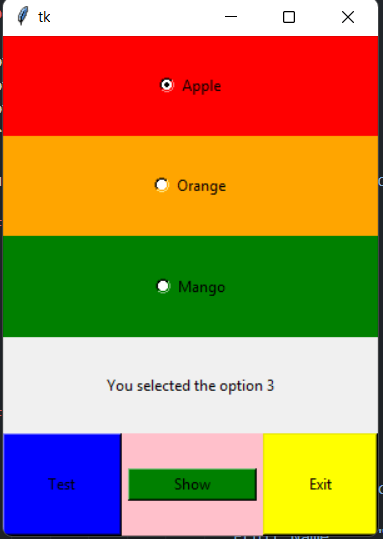 tk
Apple
Orange
Mango
You selected the option 3
Test Show Exit